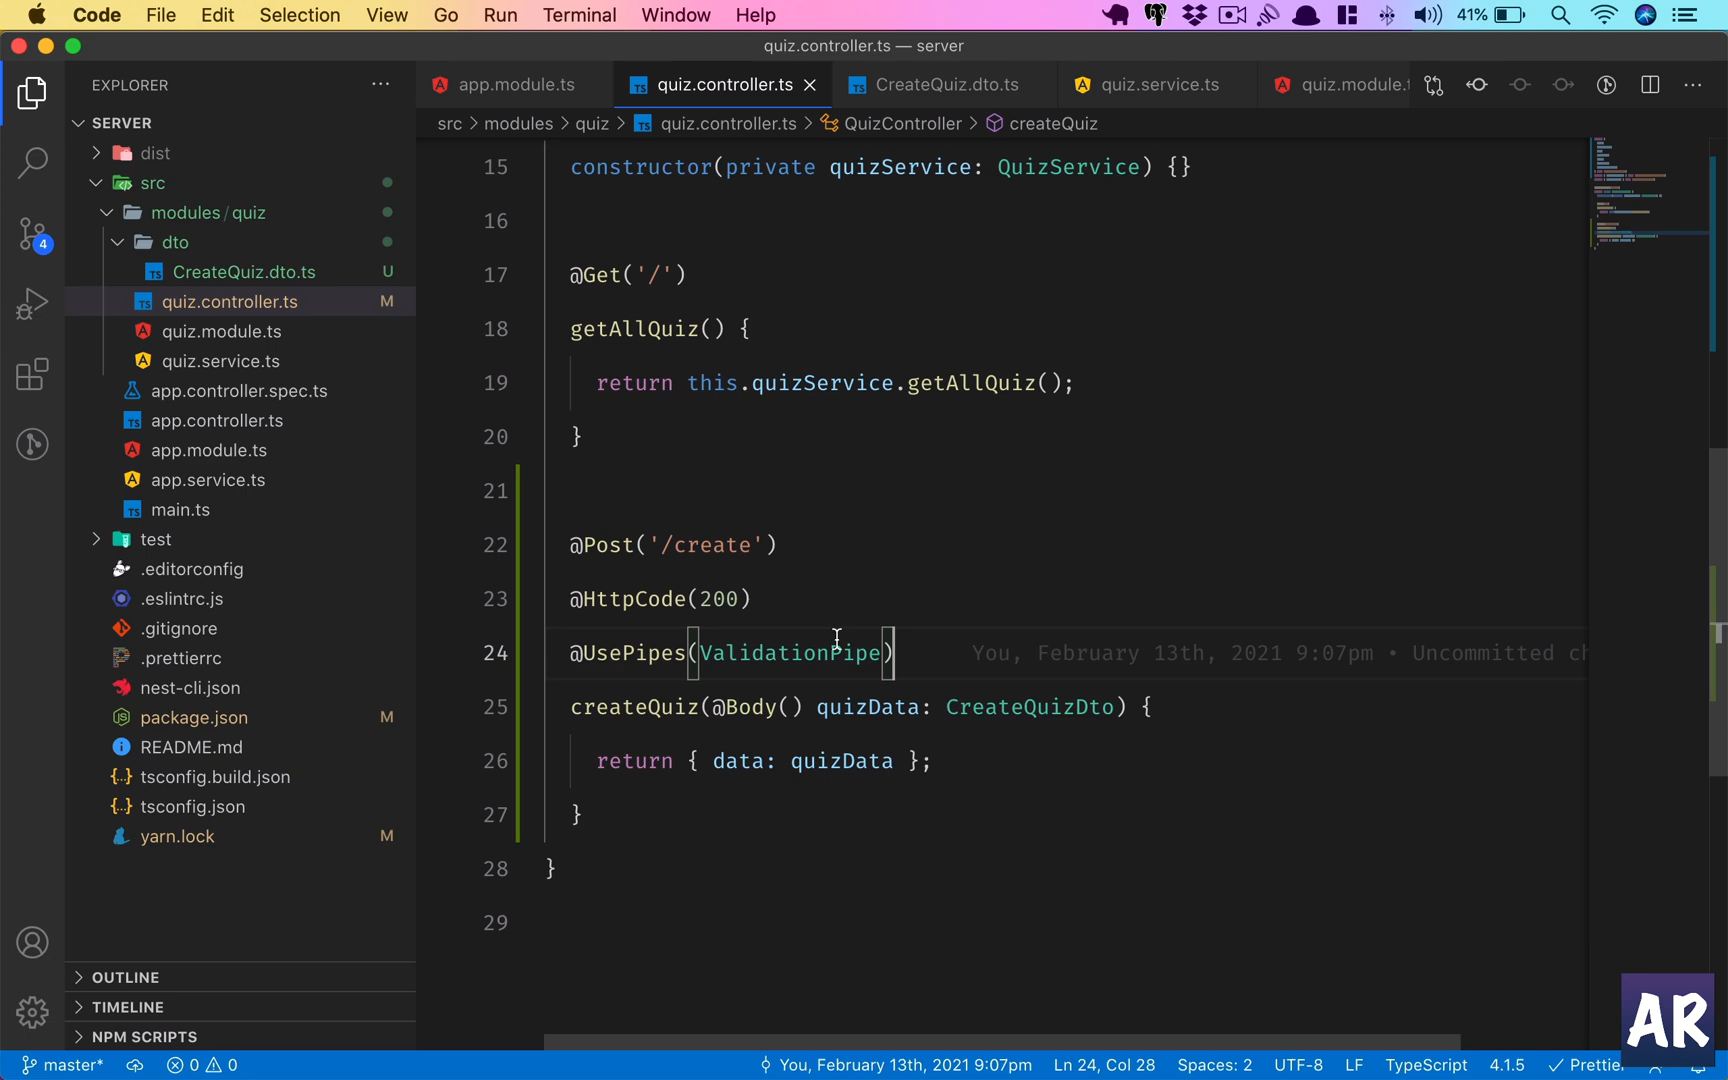 Code File Edit Selection View Go Run Terminal Window Help 41%
quiz.controller.ts — server
EXPLORER
app.module.ts quiz.controller.ts CreateQuiz.dto.ts quiz.service.ts quiz.module.t
src > modules > quiz > quiz.controller.ts > QuizController > createQuiz
SERVER
dist
src
modules/quiz
dto
CreateQuiz.dto.ts U
quiz.controller.ts M
quiz.module.ts
quiz.service.ts
app.controller.spec.ts
app.controller.ts
app.module.ts
app.service.ts
main.ts
test
.editorconfig
.eslintrc.js
.gitignore
.prettierrc
nest-cli.json
package.json M
README.md
tsconfig.build.json
tsconfig.json
yarn.lock M
OUTLINE
TIMELINE
NPM SCRIPTS
4
15 constructor(private quizService: QuizService) {}
16
17 @Get('/')
18 getAllQuiz() {
19 return this.quizService.getAllQuiz();
20 }
21
22 @Post('/create')
23 @HttpCode(200)
24 @UsePipes(ValidationPipe) You, February 13th, 2021 9:07pm • Uncommitted ch
25 createQuiz(@Body() quizData: CreateQuizDto) {
26 return { data: quizData };
27 }
28 }
29
AR
master* 0 0 You, February 13th, 2021 9:07pm Ln 24, Col 28 Spaces: 2 UTF-8 LF TypeScript 4.1.5 Prettie